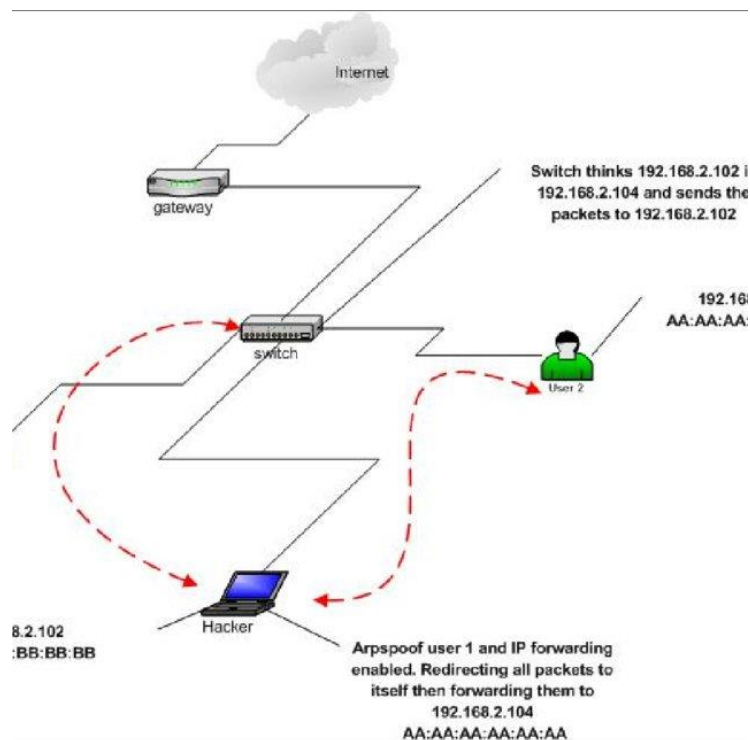 Internet
gateway
Switch thinks 192.168.2.102 i
192.168.2.104 and sends the
packets to 192.168.2.102
192.168
AA:AA:AA:
switch
User 2
8.2.102
:BB:BB:BB
Hacker
Arpspoof user 1 and IP forwarding
enabled. Redirecting all packets to
itself then forwarding them to
192.168.2.104
AA:AA:AA:AA:AA:AA